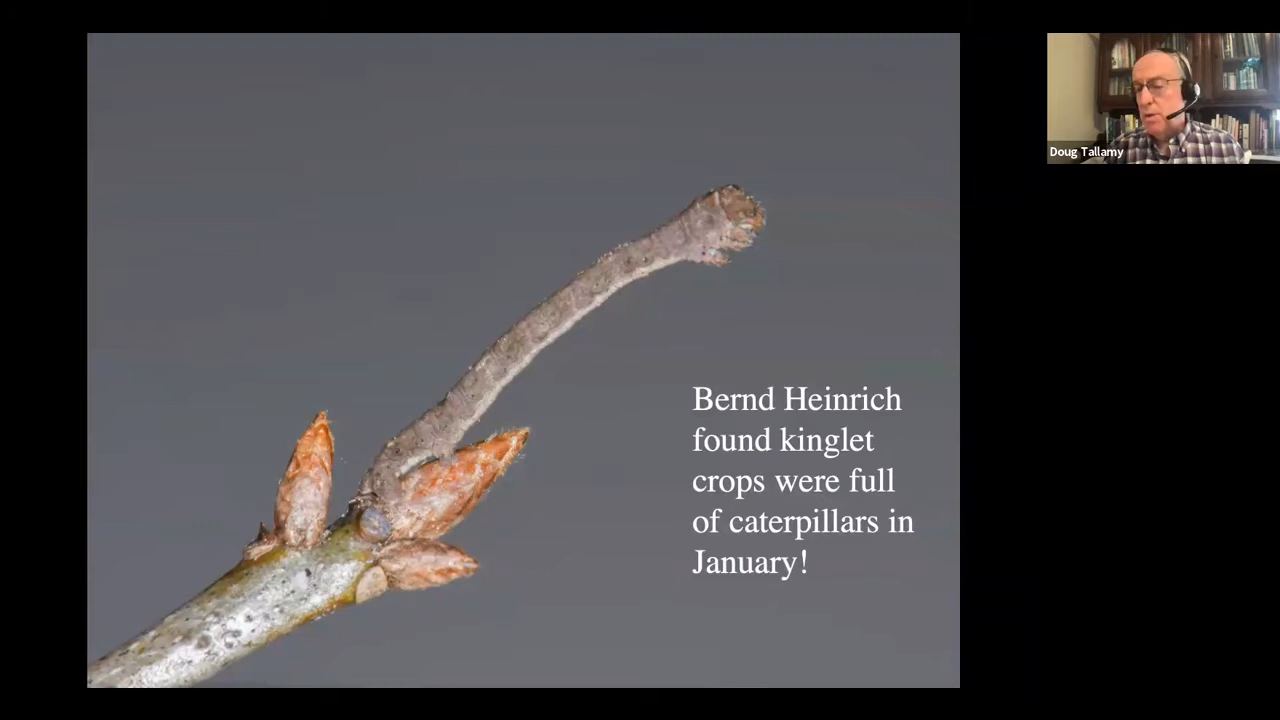 Bernd Heinrich
found kinglet
crops were full
of caterpillars in
January!
Doug Tallamy